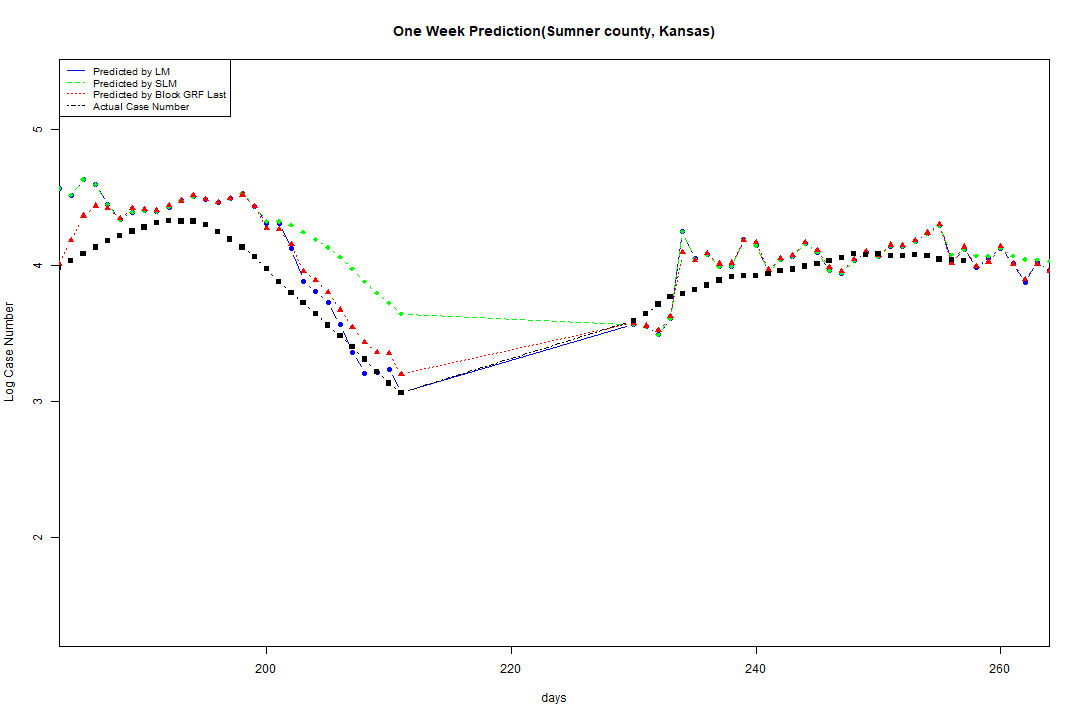 One Week Prediction(Sumner county, Kansas)
Predicted by LM
Predicted by SLM
Predicted by Block GRF Last
Actual Case Number
5
4
3
2
Log Case Number
200 220 240 260
days